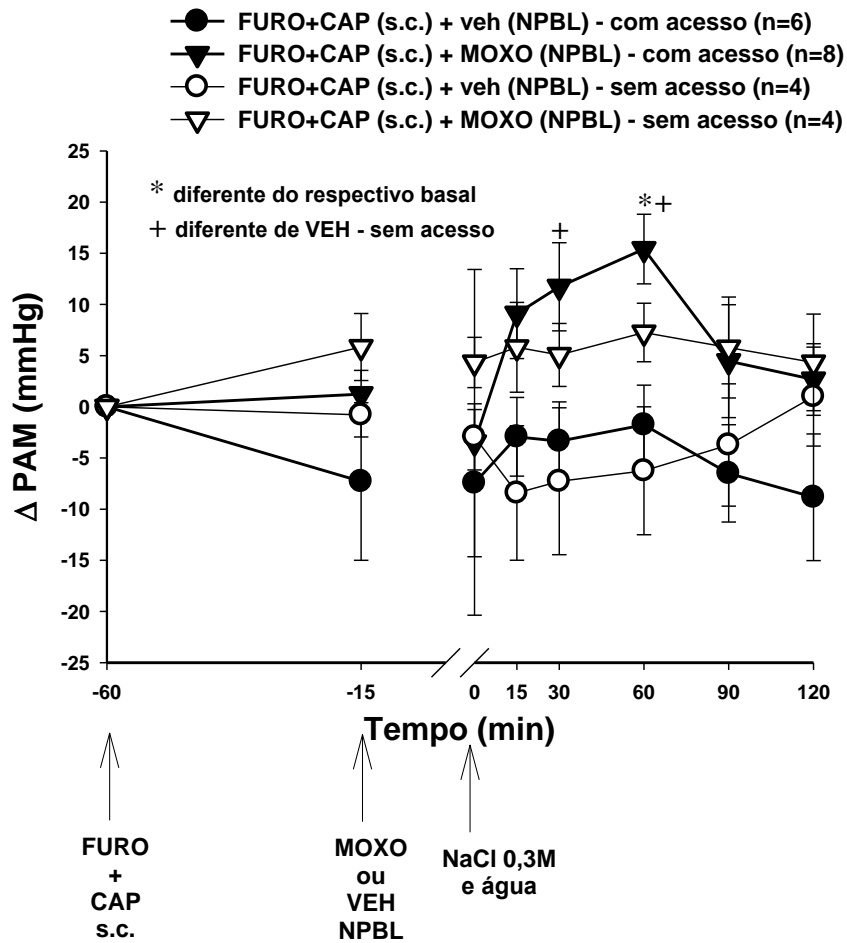 FURO+CAP (s.c.) + veh (NPBL) - com acesso (n=6)
FURO+CAP (s.c.) + MOXO (NPBL) - com acesso (n=8)
FURO+CAP (s.c.) + veh (NPBL) - sem acesso (n=4)
FURO+CAP (s.c.) + MOXO (NPBL) - sem acesso (n=4)
25
20
15
10
5
0
-5
-10
-15
-20
-25
Δ PAM (mmHg)
* diferente do respectivo basal
+ diferente de VEH - sem acesso
+
*+
-60 -15 0 15 30 60 90 120
Tempo (min)
FURO
+
CAP
s.c.
MOXO
ou
VEH
NPBL
NaCl 0,3M
e água